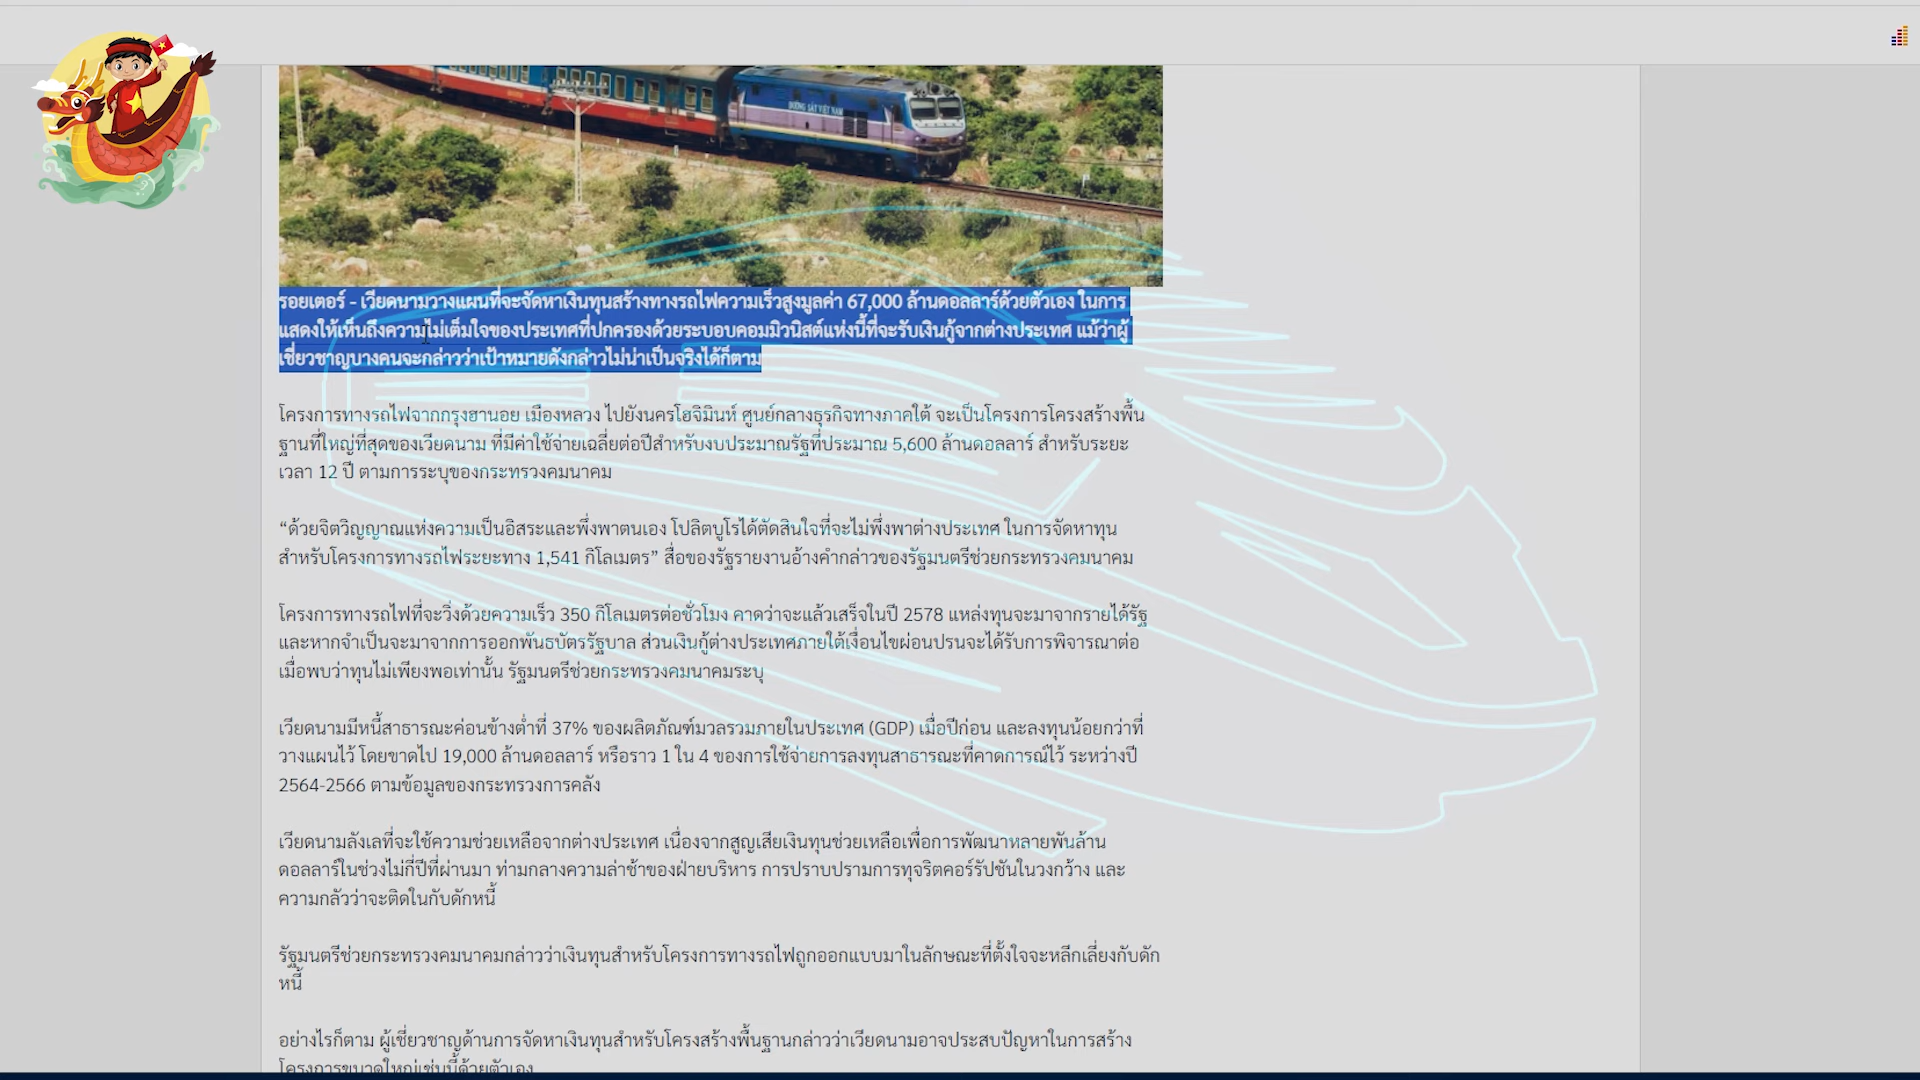 ĐƯỜNG SẮT VIỆT NAM
รอยเตอร์ - เวียดนามวางแผนที่จะจัดหาเงินทุนสร้างทางรถไฟความเร็วสูงมูลค่า 67,000 ล้านดอลลาร์ด้วยตัวเอง ในการ
แสดงให้เห็นถึงความไม่เต็มใจของประเทศที่ปกครองด้วยระบอบคอมมิวนิสต์แห่งนี้ที่จะรับเงินกู้จากต่างประเทศ แม้ว่าผู้
เชี่ยวชาญบางคนจะกล่าวว่าเป้าหมายดังกล่าวไม่น่าเป็นจริงได้ก็ตาม
โครงการทางรถไฟจากกรุงฮานอย เมืองหลวง ไปยังนครโฮจิมินห์ ศูนย์กลางธุรกิจทางภาคใต้ จะเป็นโครงการโครงสร้างพื้น
ฐานที่ใหญ่ที่สุดของเวียดนาม ที่มีค่าใช้จ่ายเฉลี่ยต่อปีสำหรับงบประมาณรัฐที่ประมาณ 5,600 ล้านดอลลาร์ สำหรับระยะ
เวลา 12 ปี ตามการระบุของกระทรวงคมนาคม
“ด้วยจิตวิญญาณแห่งความเป็นอิสระและพึ่งพาตนเอง โปลิตบูโรได้ตัดสินใจที่จะไม่พึ่งพาต่างประเทศ ในการจัดหาทุน
สำหรับโครงการทางรถไฟระยะทาง 1,541 กิโลเมตร” สื่อของรัฐรายงานอ้างคำกล่าวของรัฐมนตรีช่วยกระทรวงคมนาคม
โครงการทางรถไฟที่จะวิ่งด้วยความเร็ว 350 กิโลเมตรต่อชั่วโมง คาดว่าจะแล้วเสร็จในปี 2578 แหล่งทุนจะมาจากรายได้รัฐ
และหากจำเป็นจะมาจากการออกพันธบัตรรัฐบาล ส่วนเงินกู้ต่างประเทศภายใต้เงื่อนไขผ่อนปรนจะได้รับการพิจารณาต่อ
เมื่อพบว่าทุนไม่เพียงพอเท่านั้น รัฐมนตรีช่วยกระทรวงคมนาคมระบุ
เวียดนามมีหนี้สาธารณะค่อนข้างต่ำที่ 37% ของผลิตภัณฑ์มวลรวมภายในประเทศ (GDP) เมื่อปีก่อน และลงทุนน้อยกว่าที่
วางแผนไว้ โดยขาดไป 19,000 ล้านดอลลาร์ หรือราว 1 ใน 4 ของการใช้จ่ายการลงทุนสาธารณะที่คาดการณ์ไว้ ระหว่างปี
2564-2566 ตามข้อมูลของกระทรวงการคลัง
เวียดนามลังเลที่จะใช้ความช่วยเหลือจากต่างประเทศ เนื่องจากสูญเสียเงินทุนช่วยเหลือเพื่อการพัฒนาหลายพันล้าน
ดอลลาร์ในช่วงไม่กี่ปีที่ผ่านมา ท่ามกลางความล่าช้าของฝ่ายบริหาร การปราบปรามการทุจริตคอร์รัปชันในวงกว้าง และ
ความกลัวว่าจะติดในกับดักหนี้
รัฐมนตรีช่วยกระทรวงคมนาคมกล่าวว่าเงินทุนสำหรับโครงการทางรถไฟถูกออกแบบมาในลักษณะที่ตั้งใจจะหลีกเลี่ยงกับดัก
หนี้
อย่างไรก็ตาม ผู้เชี่ยวชาญด้านการจัดหาเงินทุนสำหรับโครงสร้างพื้นฐานกล่าวว่าเวียดนามอาจประสบปัญหาในการสร้าง
โครงการขนาดใหญ่เช่นนี้ด้วยตัวเอง